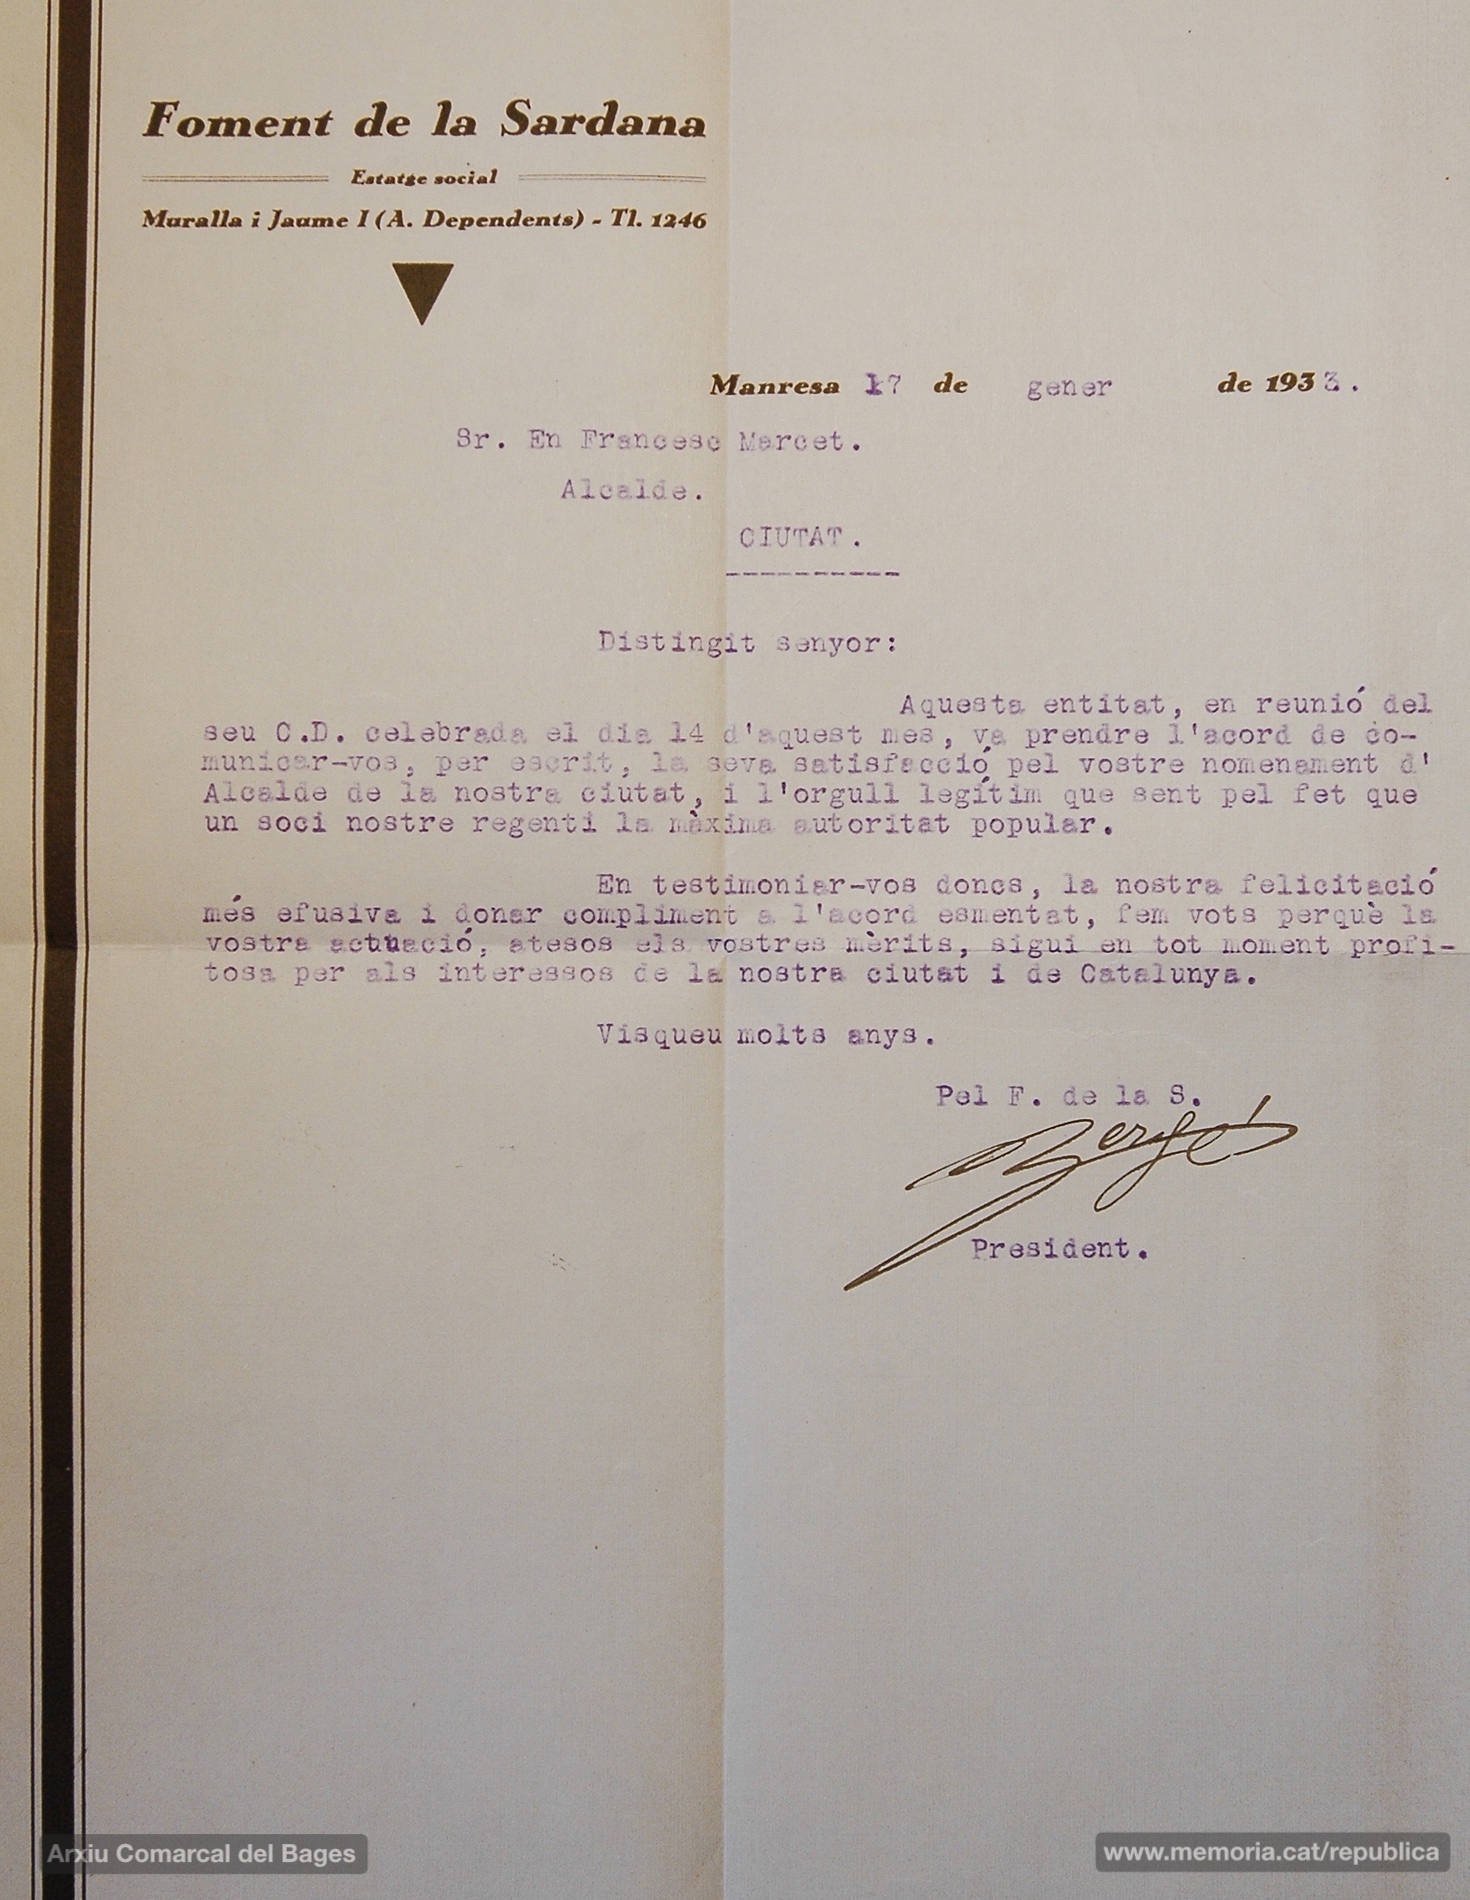 Foment de la Sardana
Estatge social
Muralla i Jaume I (A. Dependents) - Tl. 1246
Manresa 17 de gener de 1933.
Sr. En Francesc Marcet.
Alcalde.
CIUTAT.
----------
Distingit senyor:
Aquesta entitat, en reunió del
seu C.D. celebrada el dia 14 d'aquest mes, va prendre l'acord de co-
municar-vos, per escrit, la seva satisfacció pel vostre nomenament d'
Alcalde de la nostra ciutat, i l'orgull legítim que sent pel fet que
un soci nostre regenti la màxima autoritat popular.
En testimoniar-vos doncs, la nostra felicitació
més efusiva i donar compliment a l'acord esmentat, fem vots perquè la
vostra actuació, atesos els vostres mèrits, sigui en tot moment profi-
tosa per als interessos de la nostra ciutat i de Catalunya.
Visqueu molts anys.
Pel F. de la S.
Bergés
President.
Arxiu Comarcal del Bages
www.memoria.cat/republica